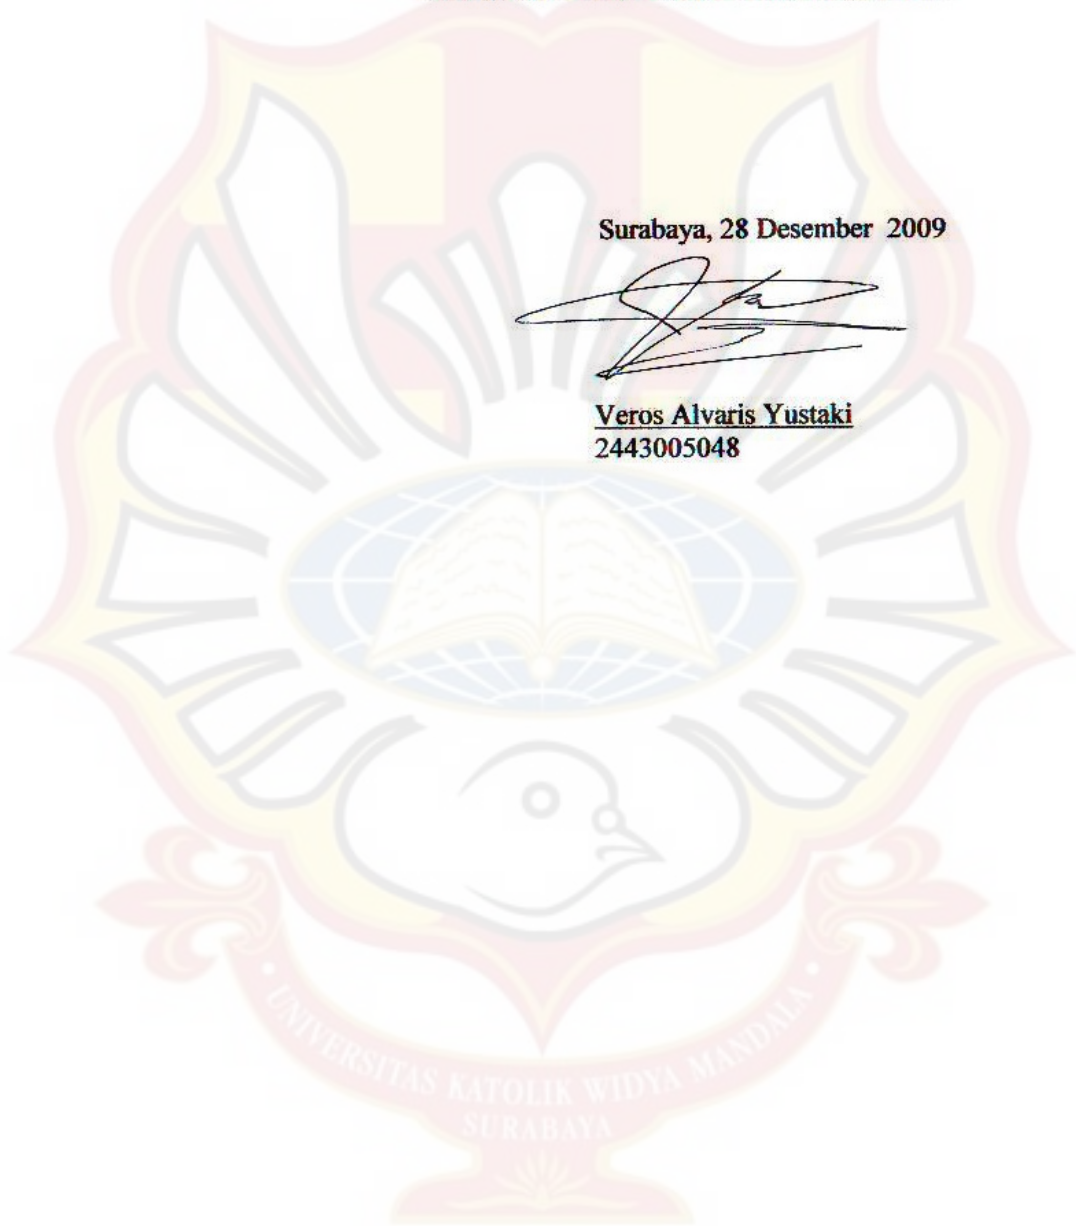 Surabaya, 28 Desember  2009
Veros Alvaris Yustaki
2443005048
UNIVERSITAS KATOLIK WIDYA MANDALA
SURABAYA